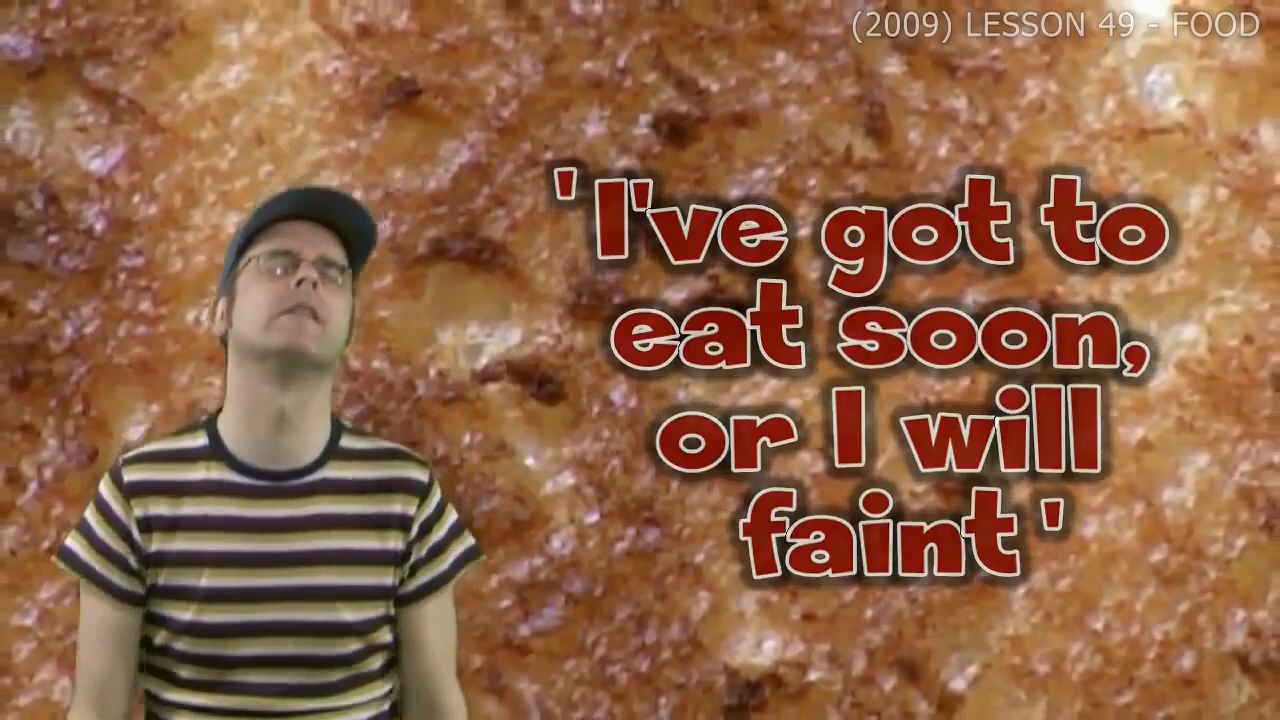 (2009) LESSON 49 - FOOD
'I've got to
eat soon,
or I will
faint'